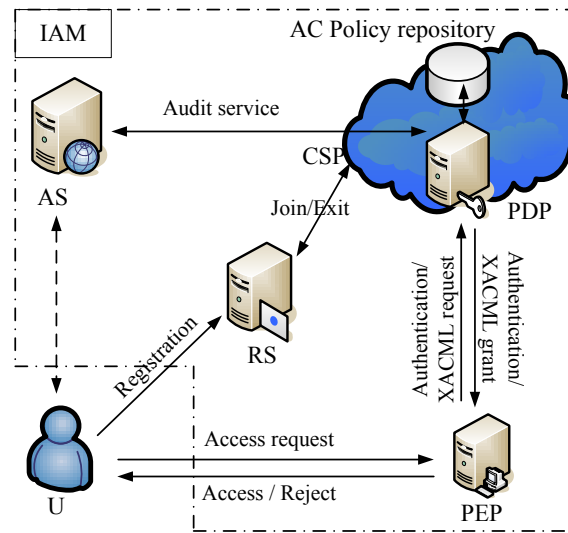 IAM
AC Policy repository
Audit service
CSP
AS
PDP
Join/Exit
RS
Registration
Authentication/
XACML request
Authentication/
XACML grant
Access request
Access / Reject
U
PEP